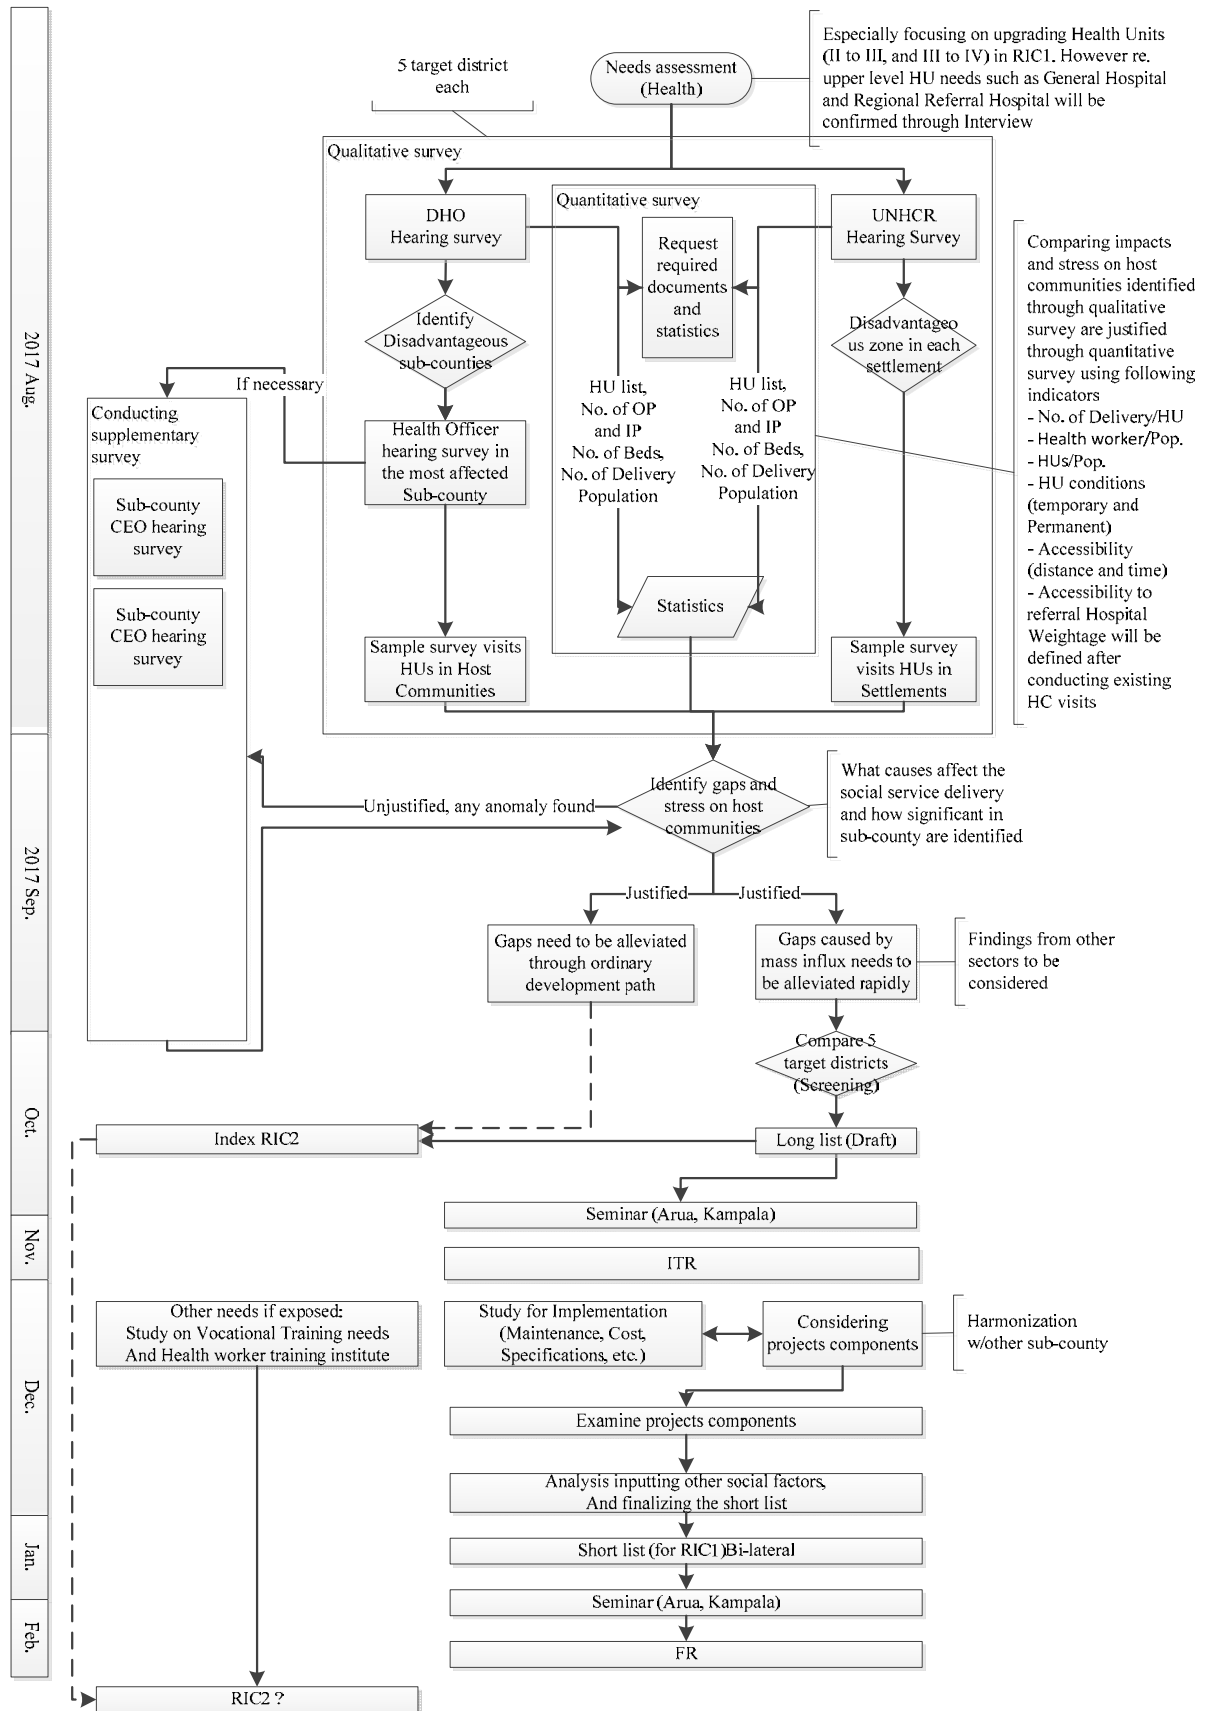 Especially focusing on upgrading Health Units
(II to III, and III to IV) in RIC1. However re.
upper level HU needs such as General Hospital
and Regional Referral Hospital will be
confirmed through Interview
5 target district
each
Needs assessment
(Health)
Qualitative survey
DHO
Hearing survey
Quantitative survey
Request
required
documents
and
statistics
UNHCR
Hearing Survey
Comparing impacts
and stress on host
communities identified
through qualitative
survey are justified
through quantitative
survey using following
indicators
- No. of Delivery/HU
- Health worker/Pop.
- HUs/Pop.
- HU conditions
(temporary and
Permanent)
- Accessibility
(distance and time)
- Accessibility to
referral Hospital
Weightage will be
defined after
conducting existing
HC visits
Identify
Disadvantageous
sub-counties
Disadvantageo
us zone in each
settlement
2017 Aug.
If necessary
HU list,
No. of OP
and IP
No. of Beds,
No. of Delivery
Population
HU list,
No. of OP
and IP
No. of Beds,
No. of Delivery
Population
Conducting
supplementary
survey
Sub-county
CEO hearing
survey
Sub-county
CEO hearing
survey
Health Officer
hearing survey in
the most affected
Sub-county
Statistics
Sample survey visits
HUs in Host
Communities
Sample survey
visits HUs in
Settlements
2017 Sep.
Identify gaps and
stress on host
communities
What causes affect the
social service delivery
and how significant in
sub-county are identified
Unjustified, any anomaly found
Justified
Justified
Gaps need to be alleviated
through ordinary
development path
Gaps caused by
mass influx needs to
be alleviated rapidly
Findings from other
sectors to be
considered
Compare 5
target districts
(Screening)
Oct.
Index RIC2
Long list (Draft)
Seminar (Arua, Kampala)
Nov.
ITR
Dec.
Other needs if exposed:
Study on Vocational Training needs
And Health worker training institute
Study for Implementation
(Maintenance, Cost,
Specifications, etc.)
Considering
projects components
Harmonization
w/other sub-county
Examine projects components
Analysis inputting other social factors,
And finalizing the short list
Jan.
Short list (for RIC1)Bi-lateral
Seminar (Arua, Kampala)
Feb.
FR
RIC2 ?